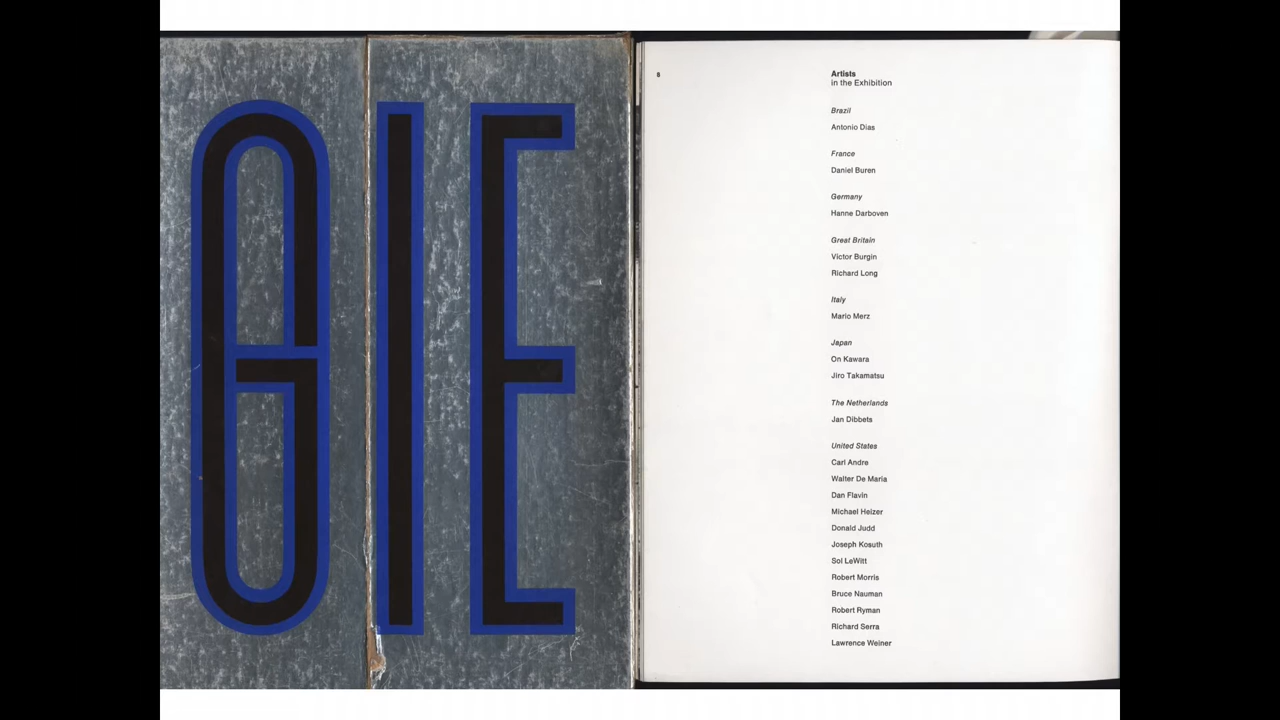 GIE
6
Artists
in the Exhibition
Brazil
Antonio Dias
France
Daniel Buren
Germany
Hanne Darboven
Great Britain
Victor Burgin
Richard Long
Italy
Mario Merz
Japan
On Kawara
Jiro Takamatsu
The Netherlands
Jan Dibbets
United States
Carl Andre
Walter De Maria
Dan Flavin
Michael Heizer
Donald Judd
Joseph Kosuth
Sol LeWitt
Robert Morris
Bruce Nauman
Robert Ryman
Richard Serra
Lawrence Weiner